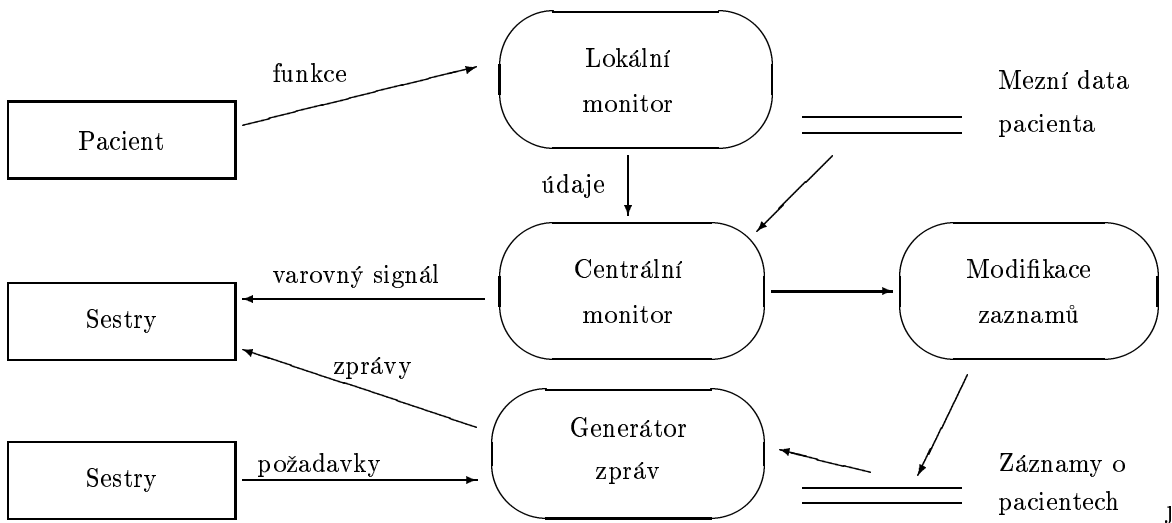 Lokální
monitor
funkce
Mezní data
pacienta
Pacient
údaje
varovný signál
Centrální
monitor
Modifikace
zaznamů
Sestry
zprávy
Generátor
zpráv
požadavky
Sestry
Záznamy o
pacientech
j